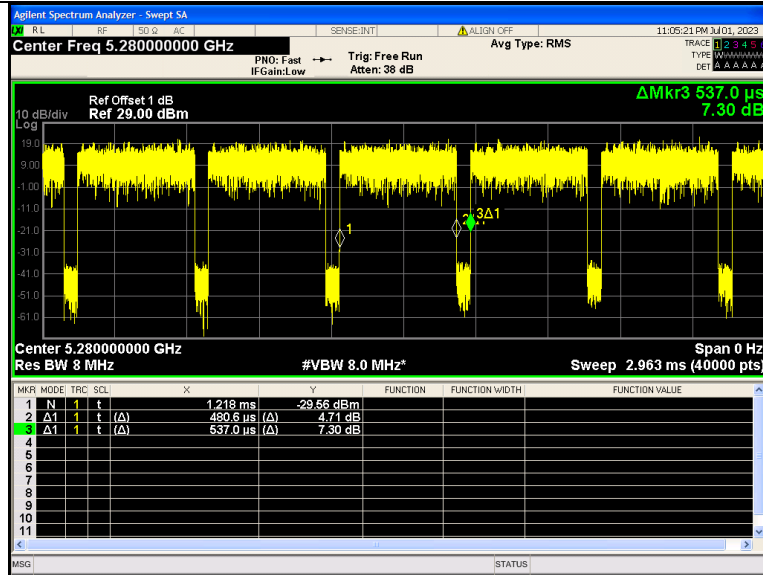 Agilent Spectrum Analyzer - Swept SA
LXI RL RF 50 Ω AC SENSE:INT ALIGN OFF 11:05:21 PM Jul 01, 2023
Center Freq 5.280000000 GHz Avg Type: RMS TRACE 1 2 3 4 5
PNO: Fast Trig: Free Run TYPE W
IFGain:Low Atten: 38 dB DET A A A A A
ΔMkr3 537.0 µs
Ref Offset 1 dB
10 dB/div Ref 29.00 dBm 7.30 dB
Log
19.0
9.00
-1.00
-11.0
3Δ1
-21.0
1
-31.0
-41.0
-51.0
-61.0
Center 5.280000000 GHz Span 0 Hz
Res BW 8 MHz #VBW 8.0 MHz* Sweep 2.963 ms (40000 pts)
MKR MODE TRC SCL X Y FUNCTION FUNCTION WIDTH FUNCTION VALUE
1 N 1 t 1.218 ms -29.56 dBm
2 Δ1 1 t (Δ) 480.6 µs (Δ) 4.71 dB
3 Δ1 1 t (Δ) 537.0 µs (Δ) 7.30 dB
4
5
6
7
8
9
10
11
MSG STATUS